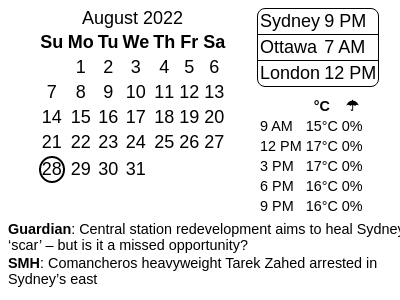 August 2022
Su Mo Tu We Th Fr Sa
1 2 3 4 5 6
7 8 9 10 11 12 13
14 15 16 17 18 19 20
21 22 23 24 25 26 27
28 29 30 31
Sydney 9 PM
Ottawa 7 AM
London 12 PM
°C ☂
9 AM 15°C 0%
12 PM 17°C 0%
3 PM 17°C 0%
6 PM 16°C 0%
9 PM 16°C 0%
Guardian: Central station redevelopment aims to heal Sydney
‘scar’ – but is it a missed opportunity?
SMH: Comancheros heavyweight Tarek Zahed arrested in
Sydney’s east